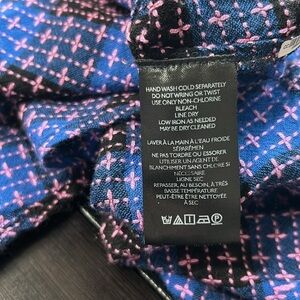 HAND WASH COLD SEPARATELY
DO NOT WRING OR TWIST
USE ONLY NON-CHLORINE
BLEACH
LINE DRY
LOW IRON AS NEEDED
MAY BE DRY CLEANED
LAVER À LA MAIN À L'EAU FROIDE
SÉPARÉMENT
NE PAS TORDRE OU ESSORER
UTILISER UN AGENT DE
BLANCHIMENT SANS CHLORE SI
NÉCESSAIRE
LIGNE SEC
REPASSER, AU BESOIN, À TRÈS
BASSE TEMPÉRATURE
PEUT-ÊTRE ÊTRE NETTOYÉ
À SEC